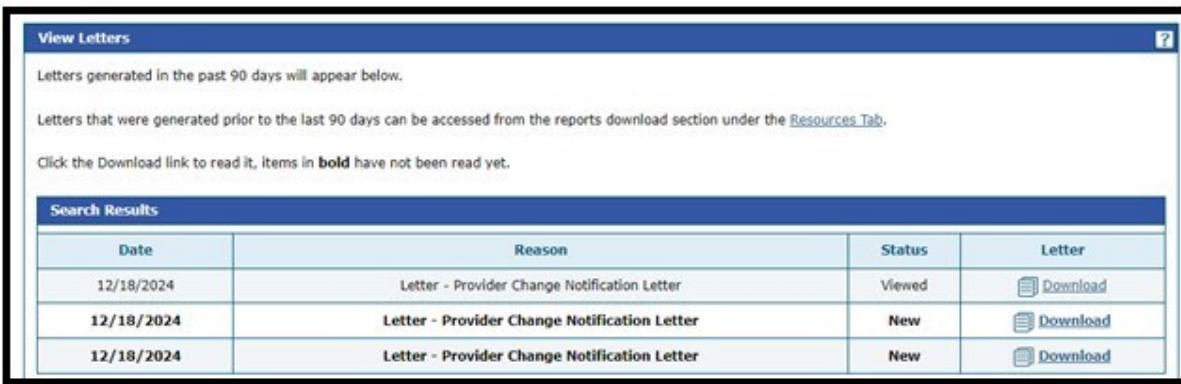 View Letters ?
Letters generated in the past 90 days will appear below.
Letters that were generated prior to the last 90 days can be accessed from the reports download section under the Resources Tab.
Click the Download link to read it, items in bold have not been read yet.
Search Results
Date Reason Status Letter
12/18/2024 Letter - Provider Change Notification Letter Viewed Download
12/18/2024 Letter - Provider Change Notification Letter New Download
12/18/2024 Letter - Provider Change Notification Letter New Download